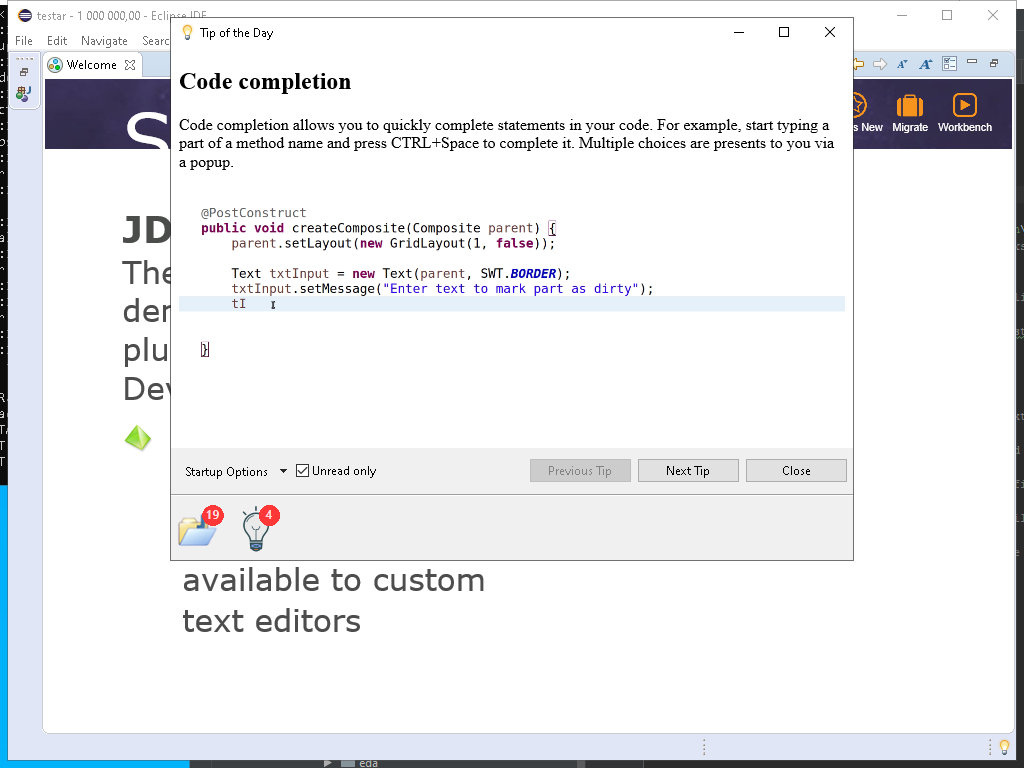 testar - 1 000 000,00 - Eclipse IDE
Tip of the Day
File Edit Navigate Searc
Welcome
Code completion
s New Migrate Workbench
Code completion allows you to quickly complete statements in your code. For example, start typing a
part of a method name and press CTRL+Space to complete it. Multiple choices are presents to you via
a popup.
@PostConstruct
public void createComposite(Composite parent) {
parent.setLayout(new GridLayout(1, false));
Text txtInput = new Text(parent, SWT.BORDER);
txtInput.setMessage("Enter text to mark part as dirty");
tI
}
S
JD
The
der
plu
Dev
Startup Options Unread only Previous Tip Next Tip Close
19 4
available to custom
text editors
eda